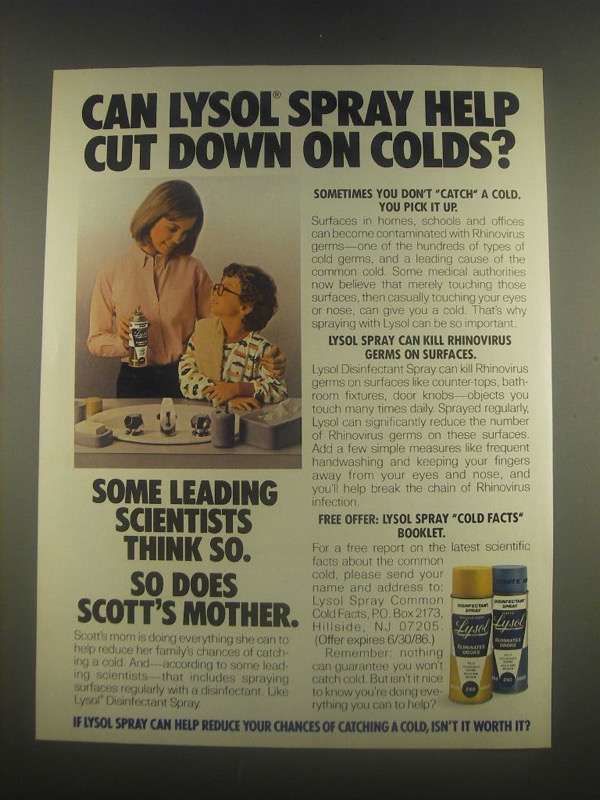 CAN LYSOL® SPRAY HELP
CUT DOWN ON COLDS?
SOME LEADING
SCIENTISTS
THINK SO.
SO DOES
SCOTT'S MOTHER.
Scott's mom is doing everything she can to
help reduce her family's chances of catch-
ing a cold. And—according to some lead-
ing scientists—that includes spraying
surfaces regularly with a disinfectant. Like
Lysol® Disinfectant Spray.
SOMETIMES YOU DON'T "CATCH" A COLD.
YOU PICK IT UP.
Surfaces in homes, schools and offices
can become contaminated with Rhinovirus
germs—one of the hundreds of types of
cold germs, and a leading cause of the
common cold. Some medical authorities
now believe that merely touching those
surfaces, then casually touching your eyes
or nose, can give you a cold. That's why
spraying with Lysol can be so important.
LYSOL SPRAY CAN KILL RHINOVIRUS
GERMS ON SURFACES.
Lysol Disinfectant Spray can kill Rhinovirus
germs on surfaces like counter-tops, bath-
room fixtures, door knobs—objects you
touch many times daily. Sprayed regularly,
Lysol can significantly reduce the number
of Rhinovirus germs on these surfaces.
Add a few simple measures like frequent
handwashing and keeping your fingers
away from your eyes and nose, and
you'll help break the chain of Rhinovirus
infection.
FREE OFFER: LYSOL SPRAY "COLD FACTS"
BOOKLET.
For a free report on the latest scientific
facts about the common
cold, please send your
name and address to:
Lysol Spray Common
Cold Facts, P.O. Box 2173,
Hillside, NJ 07205.
(Offer expires 6/30/86.)
Remember: nothing
can guarantee you won't
catch cold. But isn't it nice
to know you're doing eve-
rything you can to help?
DISINFECTANT
SPRAY
Lysol
ELIMINATES
ODORS
DISINFECTANT
SPRAY
Lysol
ELIMINATES
ODORS
IF LYSOL SPRAY CAN HELP REDUCE YOUR CHANCES OF CATCHING A COLD, ISN'T IT WORTH IT?